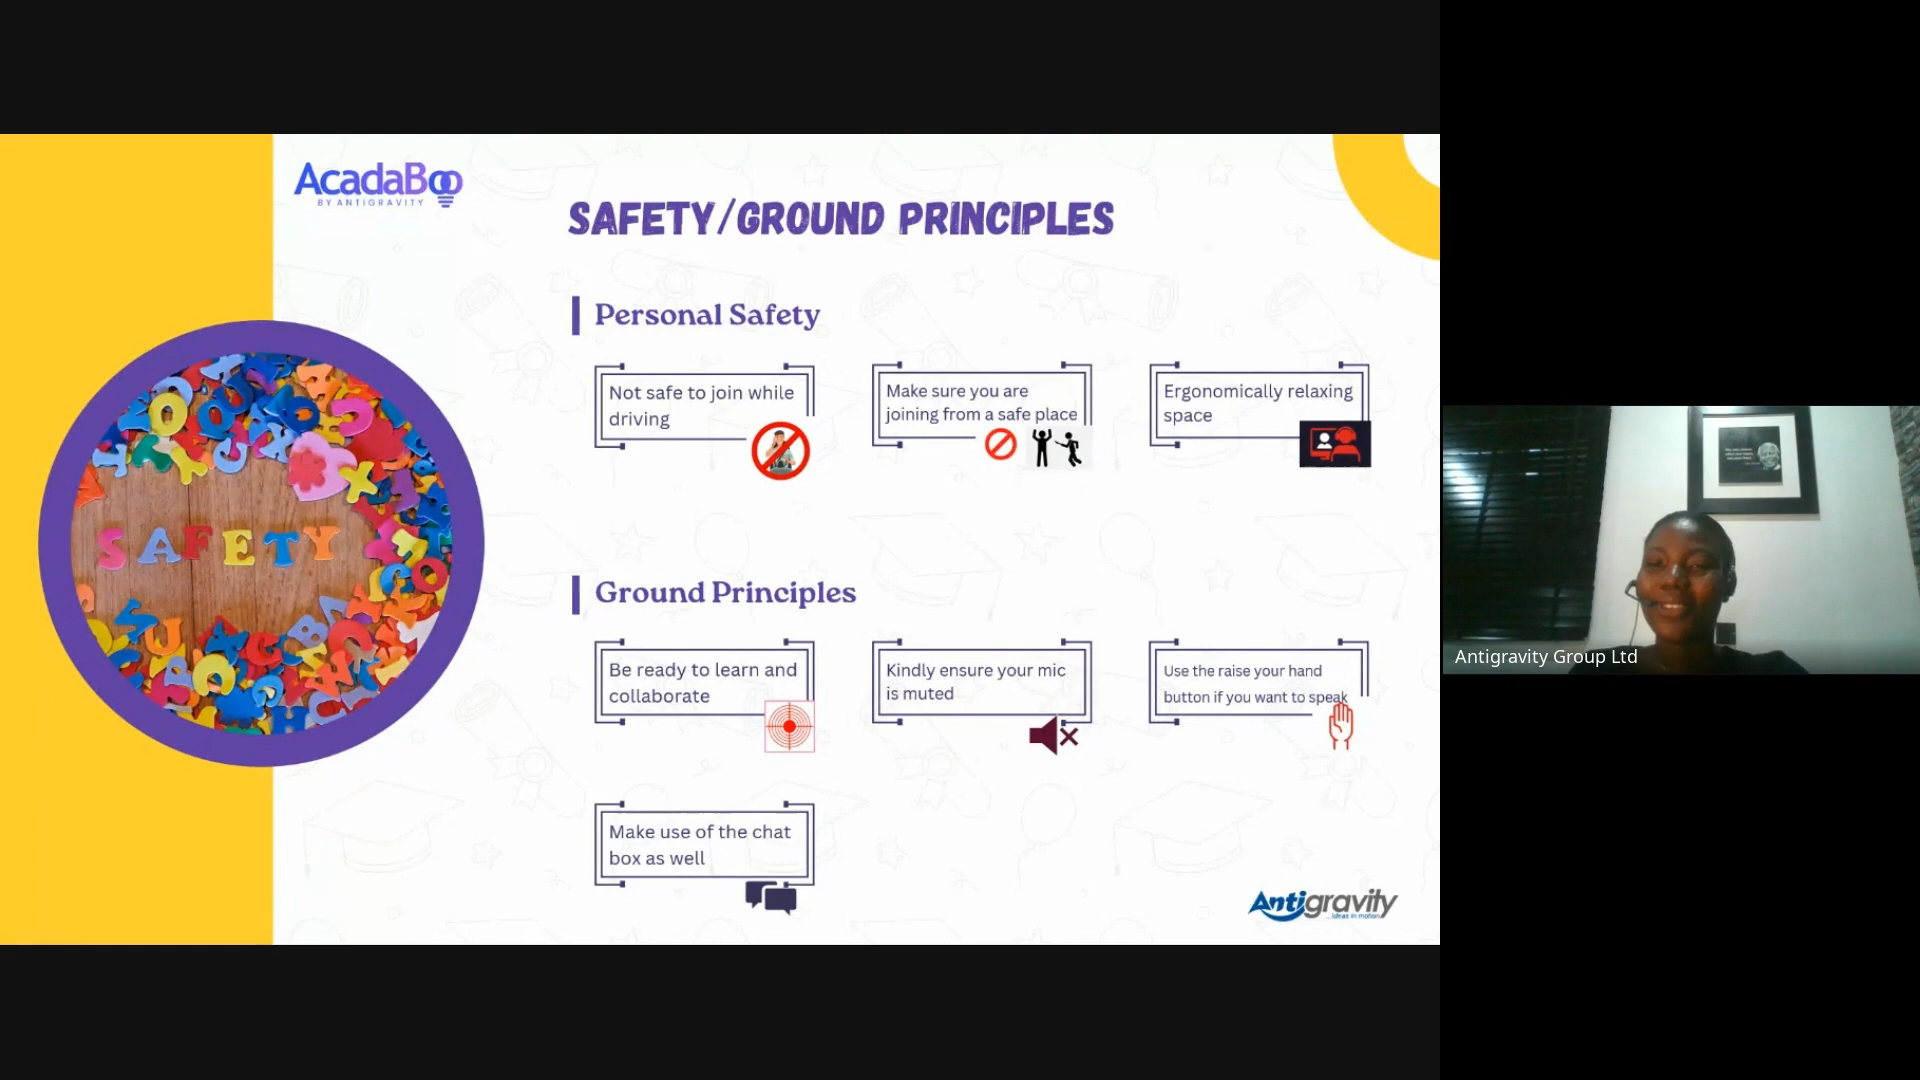 AcadaBoo
BY ANTIGRAVITY
SAFETY/GROUND PRINCIPLES
Personal Safety
Not safe to join while
driving
Make sure you are
joining from a safe place
Ergonomically relaxing
space
SAFETY
Ground Principles
Be ready to learn and
collaborate
Kindly ensure your mic
is muted
Use the raise your hand
button if you want to speak
Make use of the chat
box as well
Antigravity
...Ideas in motion
Antigravity Group Ltd